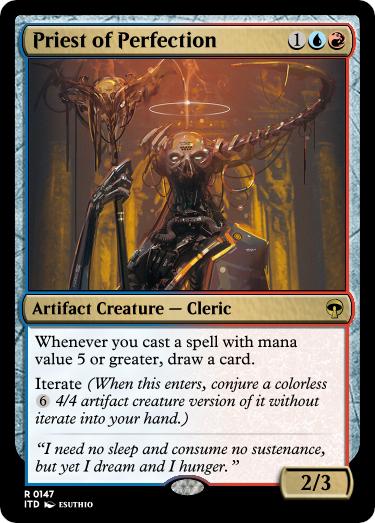 Priest of Perfection 1
Artifact Creature — Cleric
Whenever you cast a spell with mana
value 5 or greater, draw a card.
Iterate (When this enters, conjure a colorless
6 4/4 artifact creature version of it without
iterate into your hand.)
“I need no sleep and consume no sustenance,
but yet I dream and I hunger.”
2/3
R 0147
ITD ESUTHIO